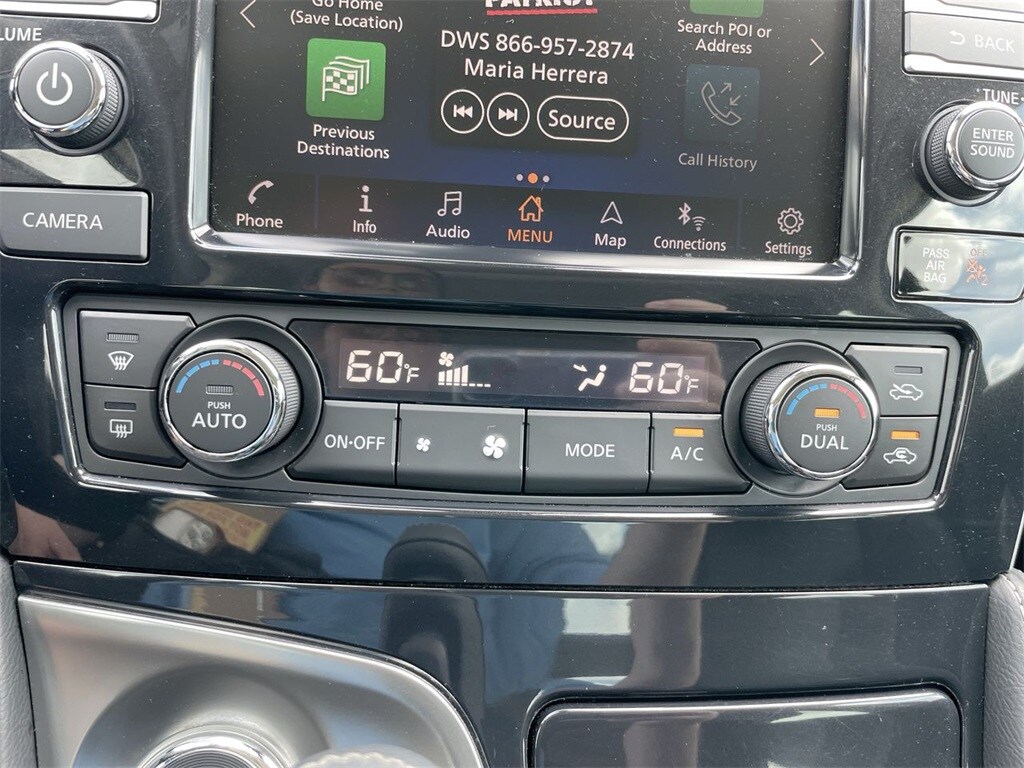 Go Home
(Save Location)
PATRIOT
Search POI or
Address
VOLUME
BACK
DWS 866-957-2874
Maria Herrera
Source
TUNE
ENTER
SOUND
Previous
Destinations
Call History
CAMERA
Phone
Info
Audio
MENU
Map
Connections
Settings
PASS
AIR
BAG
OFF
60°F
60°F
PUSH
AUTO
ON·OFF
MODE
A/C
PUSH
DUAL